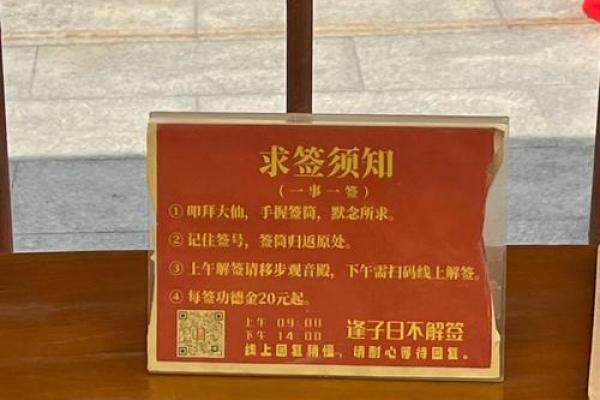 求签须知
（一事一签）
①叩拜大仙，手握签筒，默念所求。
②记住签号，签筒归返原处。
③上午解签请移步观音殿，下午需扫码线上解签。
④每签功德金20元起。
上午 09:00
下午 14:00
逢子日不解签
线上回复稍慢，请耐心等待回复。